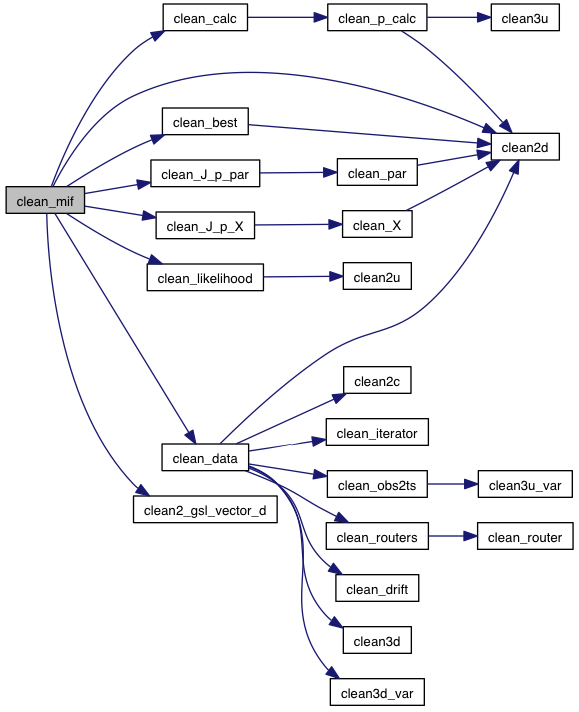 clean_calc
clean_p_calc
clean3u
clean_best
clean2d
clean_J_p_par
clean_par
clean_mif
clean_J_p_X
clean_X
clean_likelihood
clean2u
clean2c
clean_iterator
clean_data
clean_obs2ts
clean3u_var
clean2_gsl_vector_d
clean_routers
clean_router
clean_drift
clean3d
clean3d_var